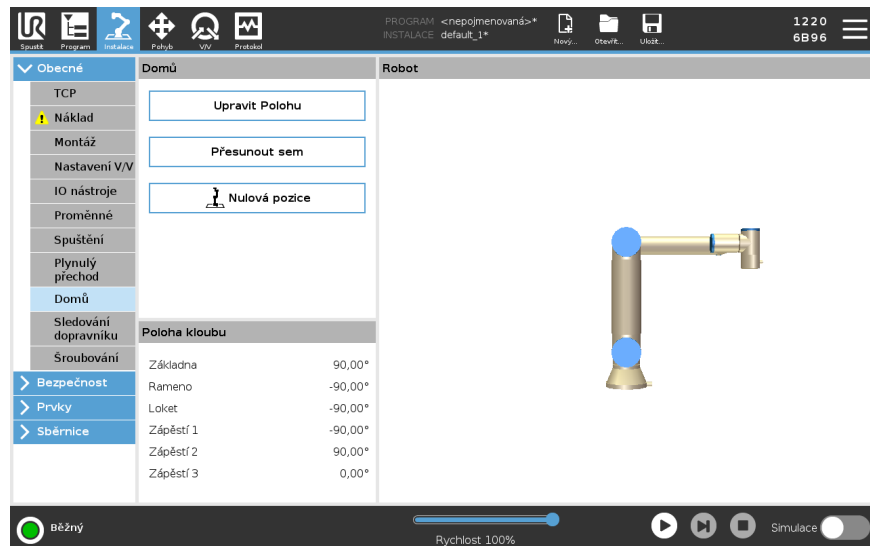 PROGRAM <nepojmenovaná>*
INSTALACE default_1*
1220
6B96
Spustit Program Instalace Pohyb V/V Protokol Nový... Otevřít... Uložit...
Obecné
TCP
Náklad
Montáž
Nastavení V/V
IO nástroje
Proměnné
Spuštění
Plynulý
přechod
Domů
Sledování
dopravníku
Šroubování
Bezpečnost
Prvky
Sběrnice
Domů
Upravit Polohu
Přesunout sem
Nulová pozice
Poloha kloubu
Základna 90,00°
Rameno -90,00°
Loket -90,00°
Zápěstí 1 -90,00°
Zápěstí 2 90,00°
Zápěstí 3 0,00°
Robot
Běžný
Rychlost 100%
Simulace